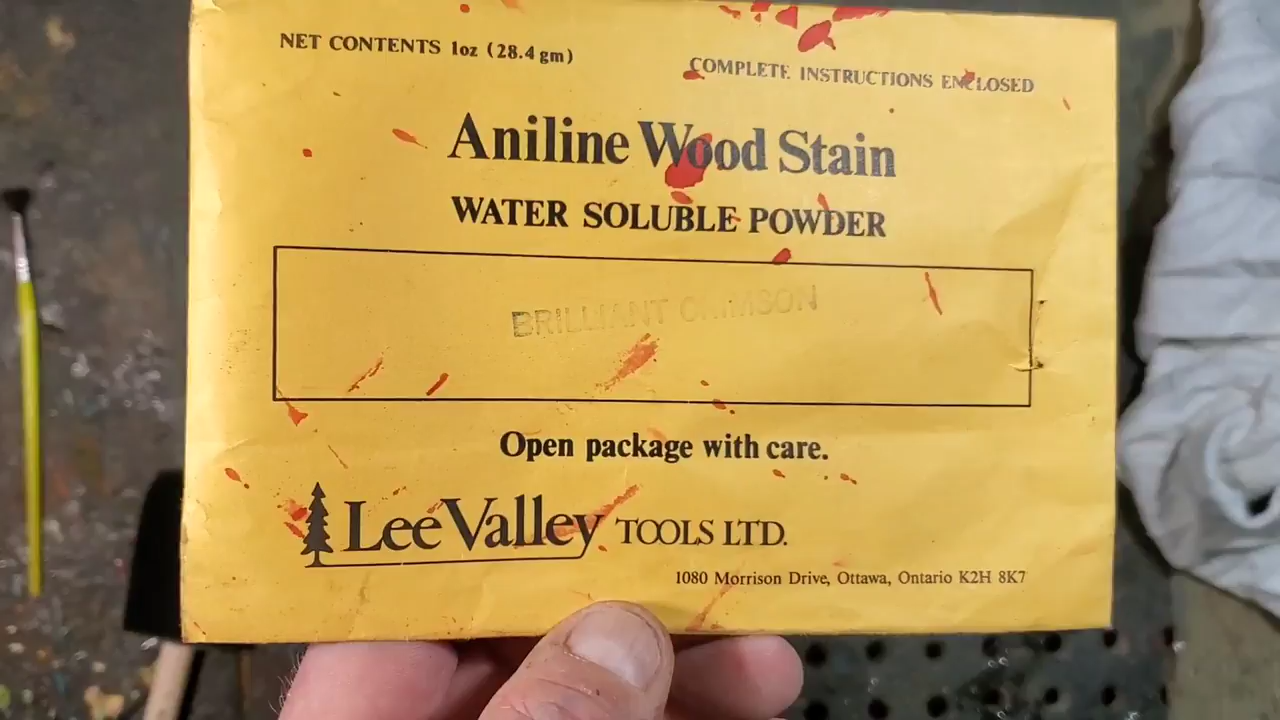 NET CONTENTS 1oz (28.4 gm)
COMPLETE INSTRUCTIONS ENCLOSED
Aniline Wood Stain
WATER SOLUBLE POWDER
BRILLIANT CRIMSON
Open package with care.
Lee Valley TOOLS LTD.
1080 Morrison Drive, Ottawa, Ontario K2H 8K7